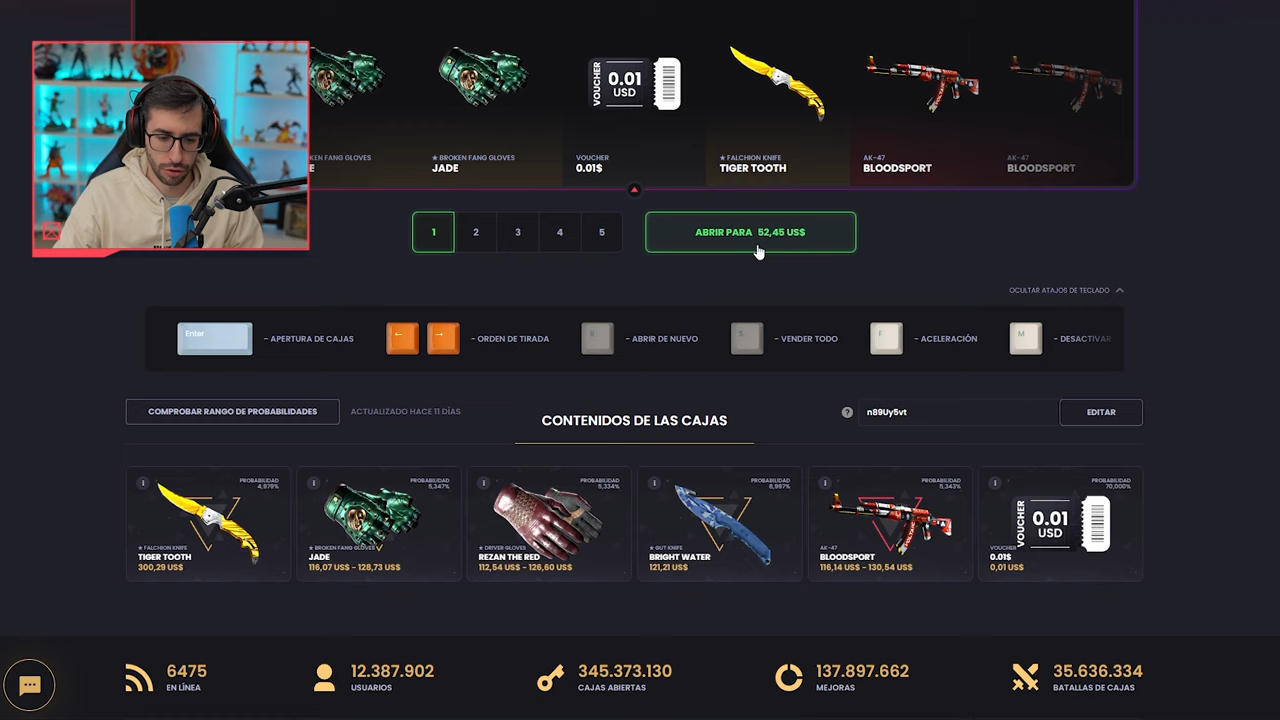 VOUCHER
0.01
USD
KEN FANG GLOVES
E
★ BROKEN FANG GLOVES
JADE
VOUCHER
0.01$
★ FALCHION KNIFE
TIGER TOOTH
AK-47
BLOODSPORT
AK-47
BLOODSPORT
1 2 3 4 5
ABRIR PARA 52,45 US$
OCULTAR ATAJOS DE TECLADO
Enter
- APERTURA DE CAJAS
← →
- ORDEN DE TIRADA
- ABRIR DE NUEVO
S
- VENDER TODO
F
- ACELERACIÓN
M
- DESACTIVAR
COMPROBAR RANGO DE PROBABILIDADES
ACTUALIZADO HACE 11 DÍAS
CONTENIDOS DE LAS CAJAS
? n89Uy5vt
EDITAR
PROBABILIDAD
4,979%
★ FALCHION KNIFE
TIGER TOOTH
300,29 US$
PROBABILIDAD
5,347%
★ BROKEN FANG GLOVES
JADE
116,07 US$ - 128,73 US$
PROBABILIDAD
5,334%
★ DRIVER GLOVES
REZAN THE RED
112,54 US$ - 126,60 US$
PROBABILIDAD
8,997%
★ GUT KNIFE
BRIGHT WATER
121,21 US$
PROBABILIDAD
5,343%
AK-47
BLOODSPORT
116,14 US$ - 130,54 US$
PROBABILIDAD
70,000%
VOUCHER
0.01
USD
VOUCHER
0.01$
0,01 US$
6475
EN LÍNEA
12.387.902
USUARIOS
345.373.130
CAJAS ABIERTAS
137.897.662
MEJORAS
35.636.334
BATALLAS DE CAJAS